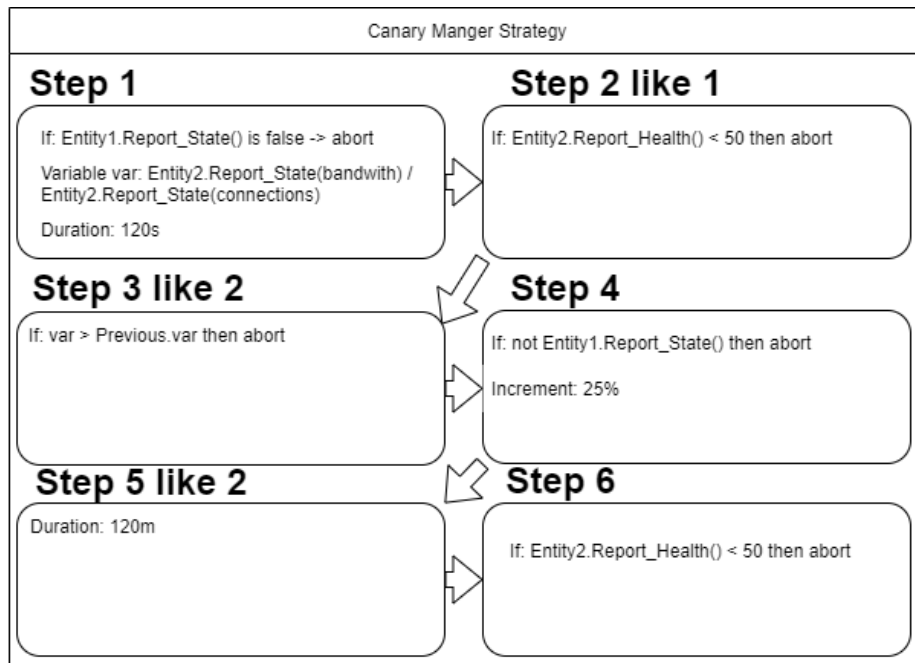 Canary Manger Strategy
Step 1
If: Entity1.Report_State() is false -> abort
Variable var: Entity2.Report_State(bandwith) /
Entity2.Report_State(connections)
Duration: 120s
Step 2 like 1
If: Entity2.Report_Health() < 50 then abort
Step 3 like 2
If: var > Previous.var then abort
Step 4
If: not Entity1.Report_State() then abort
Increment: 25%
Step 5 like 2
Duration: 120m
Step 6
If: Entity2.Report_Health() < 50 then abort